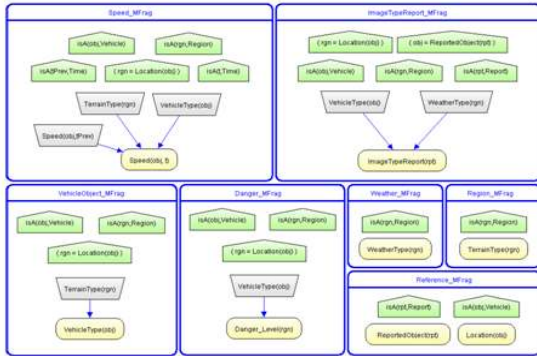 Speed_MFrag
isA(obj,Vehicle)
isA(rgn,Region)
isA(tPrev,Time)
( rgn = Location(obj) )
isA(t,Time)
TerrainType(rgn)
VehicleType(obj)
Speed(obj,tPrev)
Speed(obj, t)
ImageTypeReport_MFrag
( rgn = Location(obj) )
( obj = ReportedObject(rpt) )
isA(obj,Vehicle)
isA(rgn,Region)
isA(rpt,Report)
VehicleType(obj)
WeatherType(rgn)
ImageTypeReport(rpt)
VehicleObject_MFrag
isA(obj,Vehicle)
isA(rgn,Region)
( rgn = Location(obj) )
TerrainType(rgn)
VehicleType(obj)
Danger_MFrag
isA(obj,Vehicle)
isA(rgn,Region)
( rgn = Location(obj) )
VehicleType(obj)
Danger_Level(rgn)
Weather_MFrag
isA(rgn,Region)
WeatherType(rgn)
Region_MFrag
isA(rgn,Region)
TerrainType(rgn)
Reference_MFrag
isA(rpt,Report)
isA(obj,Vehicle)
ReportedObject(rpt)
Location(obj)